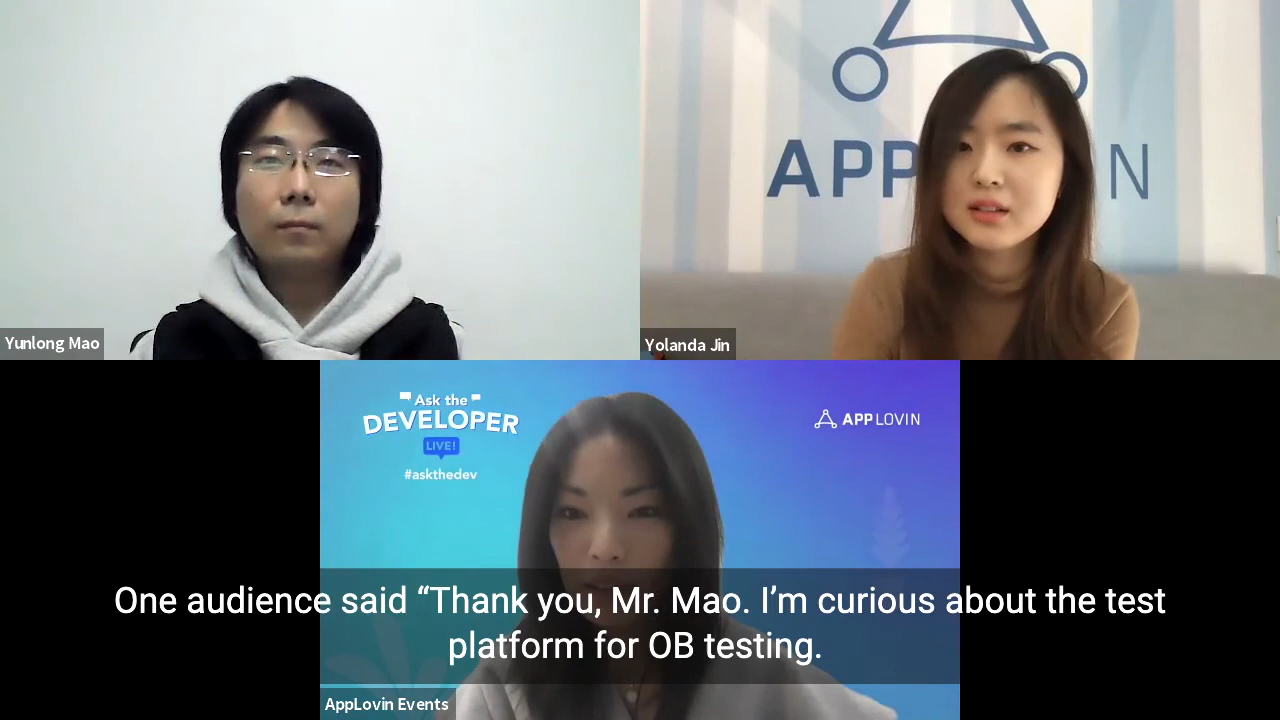 APP IN
Yunlong Mao
Yolanda Jin
Ask the
DEVELOPER
LIVE!
#askthedev
APPLOVIN
One audience said “Thank you, Mr. Mao. I’m curious about the test
platform for OB testing.
AppLovin Events